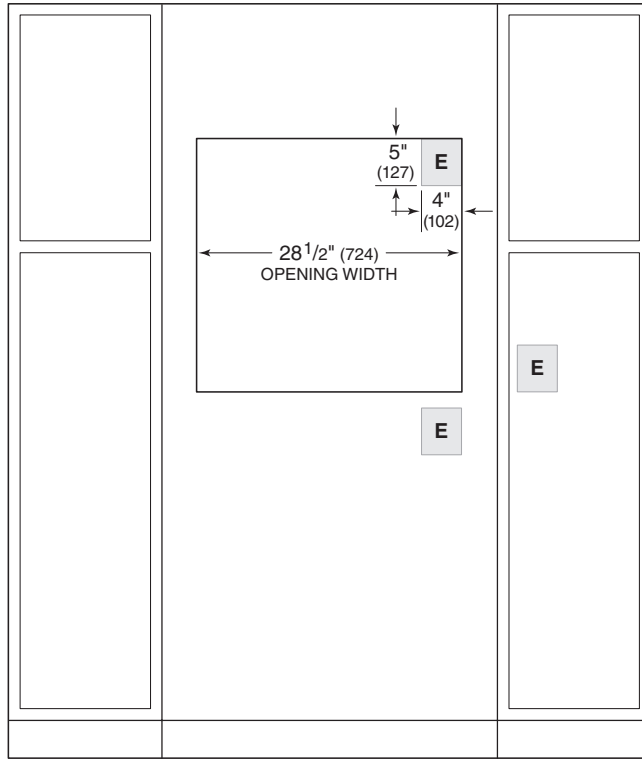 5"
(127)
E
4"
(102)
28 1/2" (724)
OPENING WIDTH
E
E